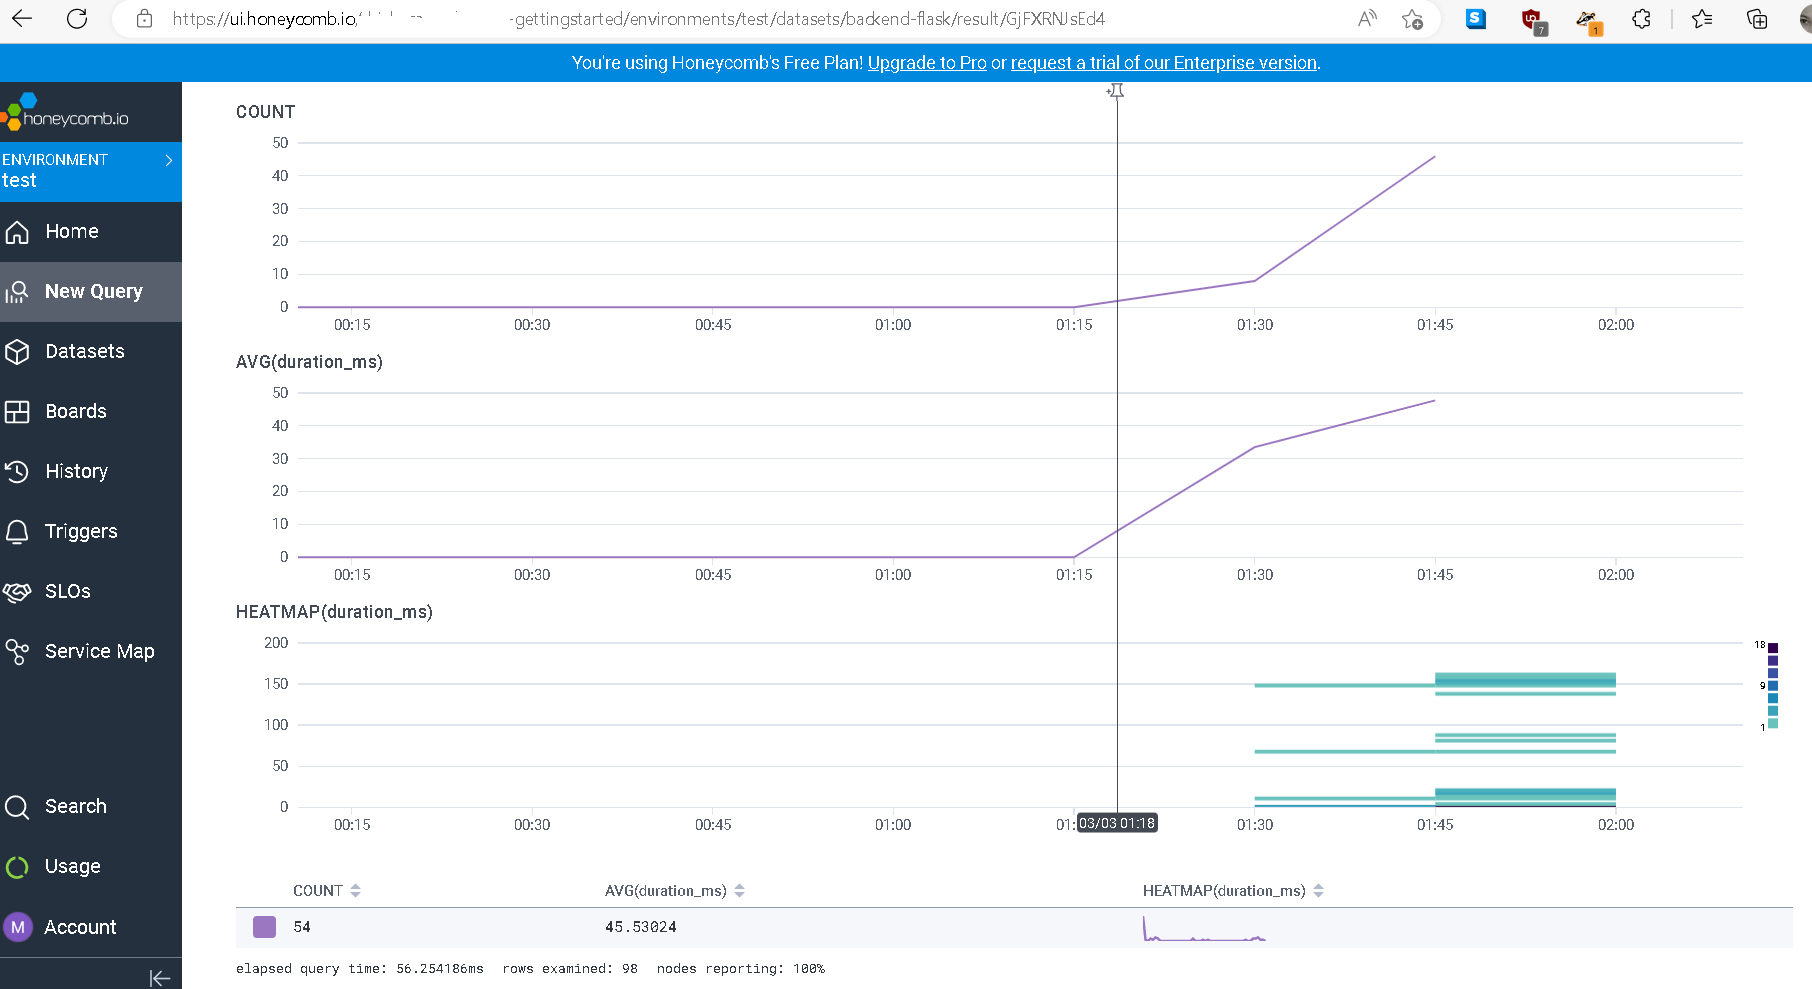 https://ui.honeycomb.io/ -gettingstarted/environments/test/datasets/backend-flask/result/GjFXRNJsEd4
7
1
You're using Honeycomb's Free Plan! Upgrade to Pro or request a trial of our Enterprise version.
honeycomb.io
ENVIRONMENT
test
Home
New Query
Datasets
Boards
History
Triggers
SLOs
Service Map
Search
Usage
M Account
COUNT
50
40
30
20
10
0
00:15 00:30 00:45 01:00 01:15 01:30 01:45 02:00
AVG(duration_ms)
50
40
30
20
10
0
00:15 00:30 00:45 01:00 01:15 01:30 01:45 02:00
HEATMAP(duration_ms)
200
150
100
50
0
18
9
1
00:15 00:30 00:45 01:00 01: 03/03 01:18 01:30 01:45 02:00
COUNT AVG(duration_ms) HEATMAP(duration_ms)
54 45.53024
elapsed query time: 56.254186ms rows examined: 98 nodes reporting: 100%